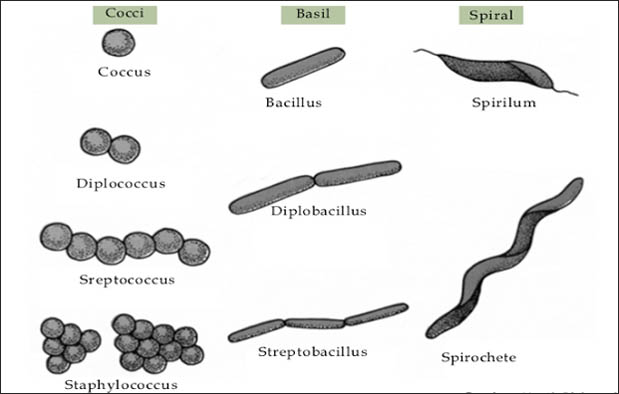 Cocci Basil Spiral
Coccus
Bacillus
Spirilum
Diplococcus
Diplobacillus
Sreptococcus
Streptobacillus
Spirochete
Staphylococcus